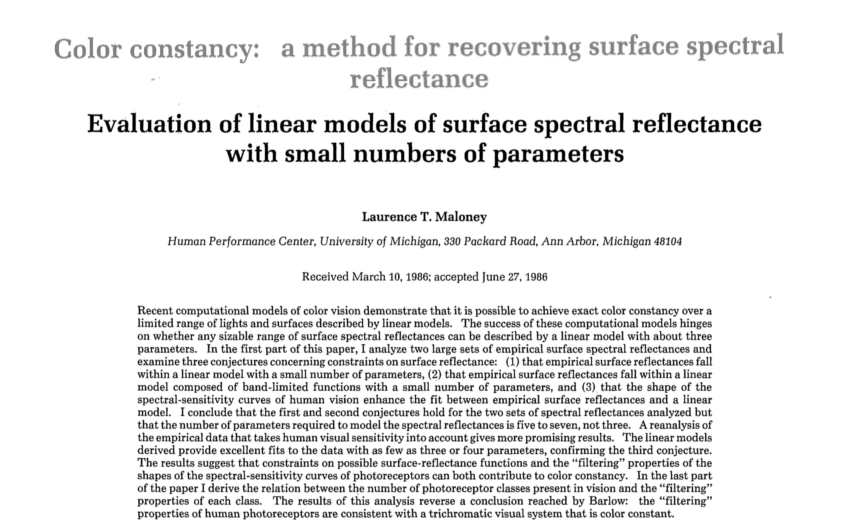 Color constancy: a method for recovering surface spectral
reflectance
Evaluation of linear models of surface spectral reflectance
with small numbers of parameters
Laurence T. Maloney
Human Performance Center, University of Michigan, 330 Packard Road, Ann Arbor, Michigan 48104
Received March 10, 1986; accepted June 27, 1986
Recent computational models of color vision demonstrate that it is possible to achieve exact color constancy over a
limited range of lights and surfaces described by linear models. The success of these computational models hinges
on whether any sizable range of surface spectral reflectances can be described by a linear model with about three
parameters. In the first part of this paper, I analyze two large sets of empirical surface spectral reflectances and
examine three conjectures concerning constraints on surface reflectance: (1) that empirical surface reflectances fall
within a linear model with a small number of parameters, (2) that empirical surface reflectances fall within a linear
model composed of band-limited functions with a small number of parameters, and (3) that the shape of the
spectral-sensitivity curves of human vision enhance the fit between empirical surface reflectances and a linear
model. I conclude that the first and second conjectures hold for the two sets of spectral reflectances analyzed but
that the number of parameters required to model the spectral reflectances is five to seven, not three. A reanalysis of
the empirical data that takes human visual sensitivity into account gives more promising results. The linear models
derived provide excellent fits to the data with as few as three or four parameters, confirming the third conjecture.
The results suggest that constraints on possible surface-reflectance functions and the “filtering” properties of the
shapes of the spectral-sensitivity curves of photoreceptors can both contribute to color constancy. In the last part
of the paper I derive the relation between the number of photoreceptor classes present in vision and the “filtering”
properties of each class. The results of this analysis reverse a conclusion reached by Barlow: the “filtering”
properties of human photoreceptors are consistent with a trichromatic visual system that is color constant.